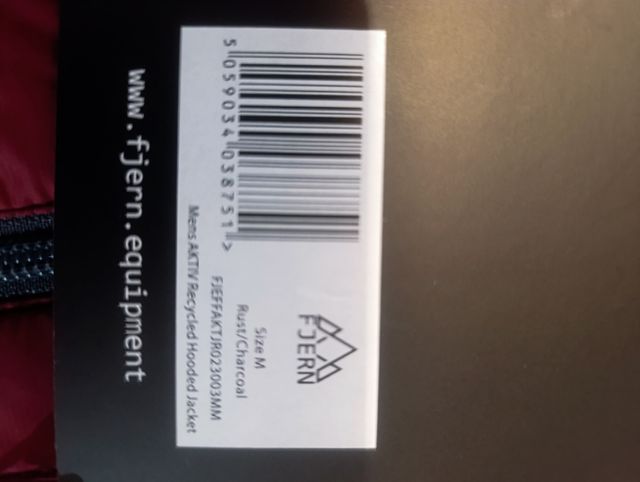 FJERN
Size M
Rust/Charcoal
FJEFFAKTJR023003MM
Mens AKTIV Recycled Hooded Jacket
5 059034 038751 >
www.fjern.equipment